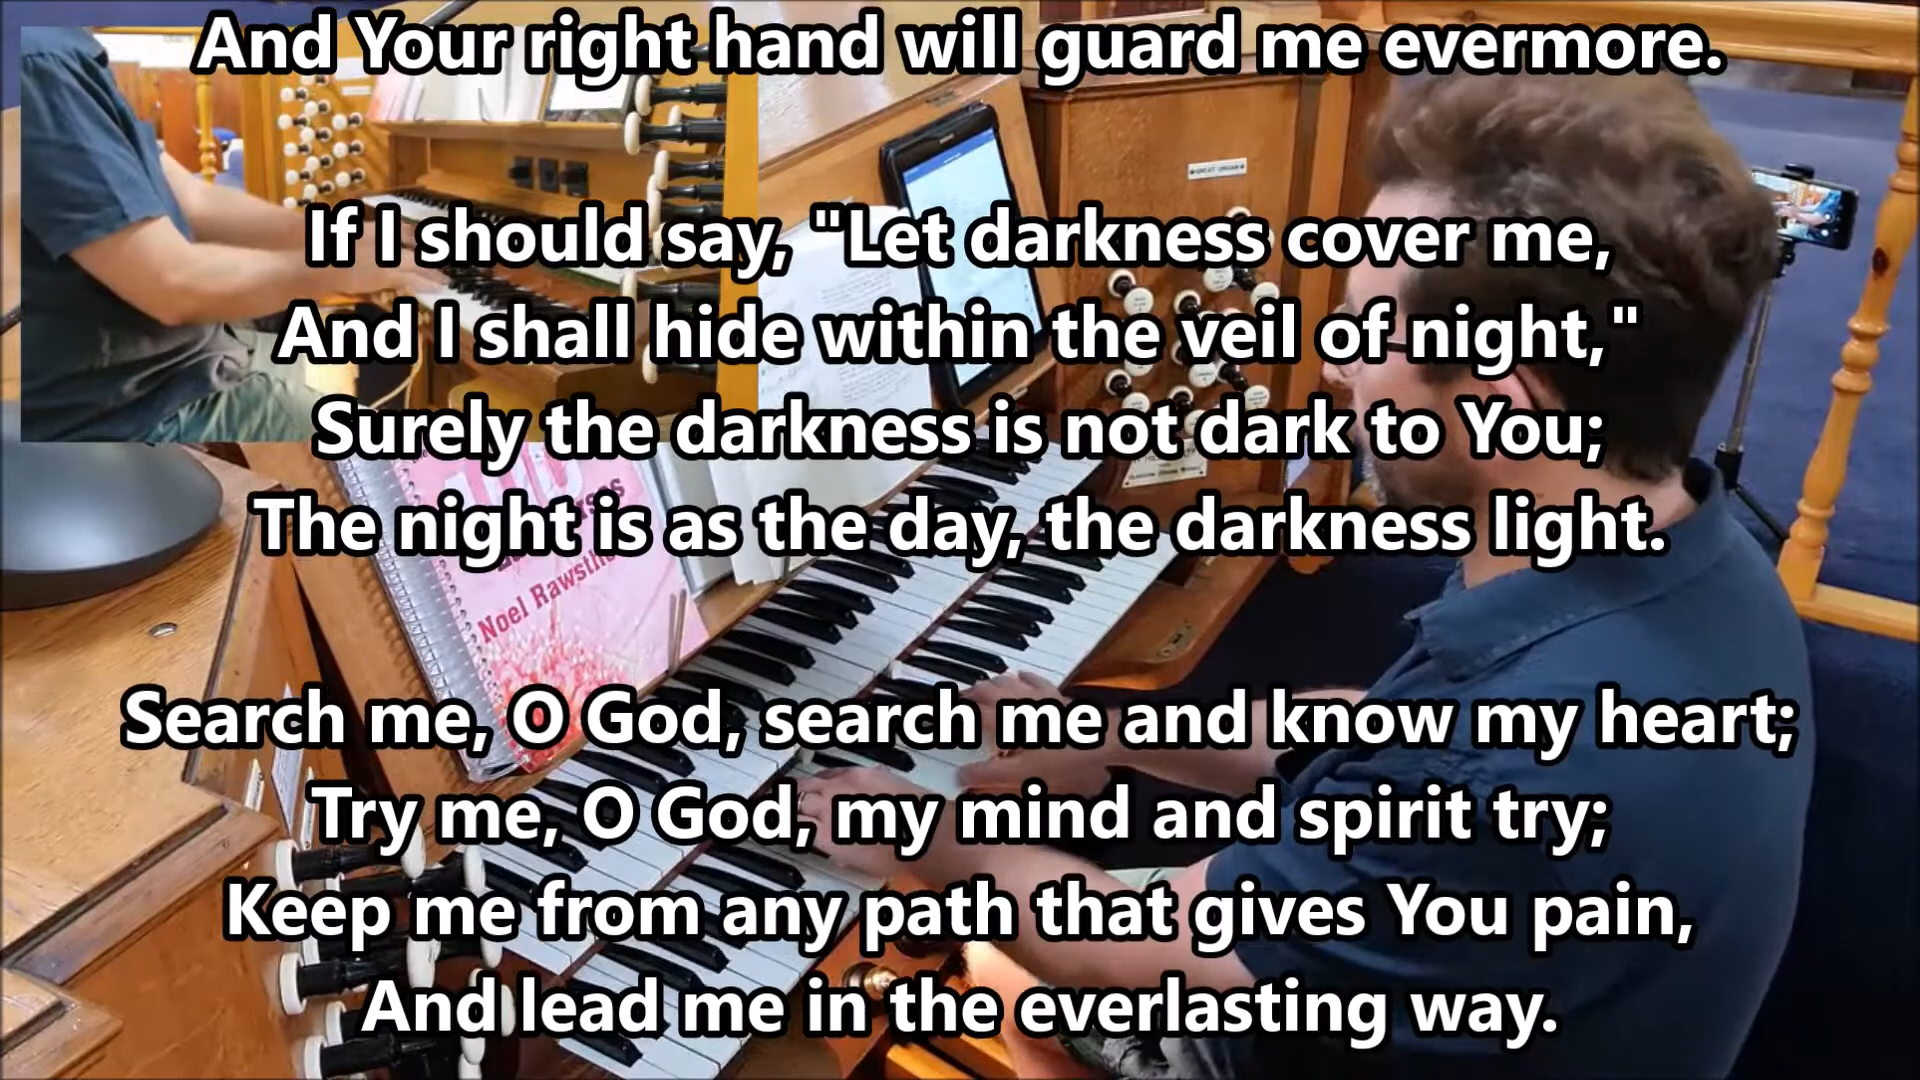 And Your right hand will guard me evermore.
If I should say, "Let darkness cover me,
And I shall hide within the veil of night,"
Surely the darkness is not dark to You;
The night is as the day, the darkness light.
Search me, O God, search me and know my heart;
Try me, O God, my mind and spirit try;
Keep me from any path that gives You pain,
And lead me in the everlasting way.
GREAT ORGAN
Noel Rawsth